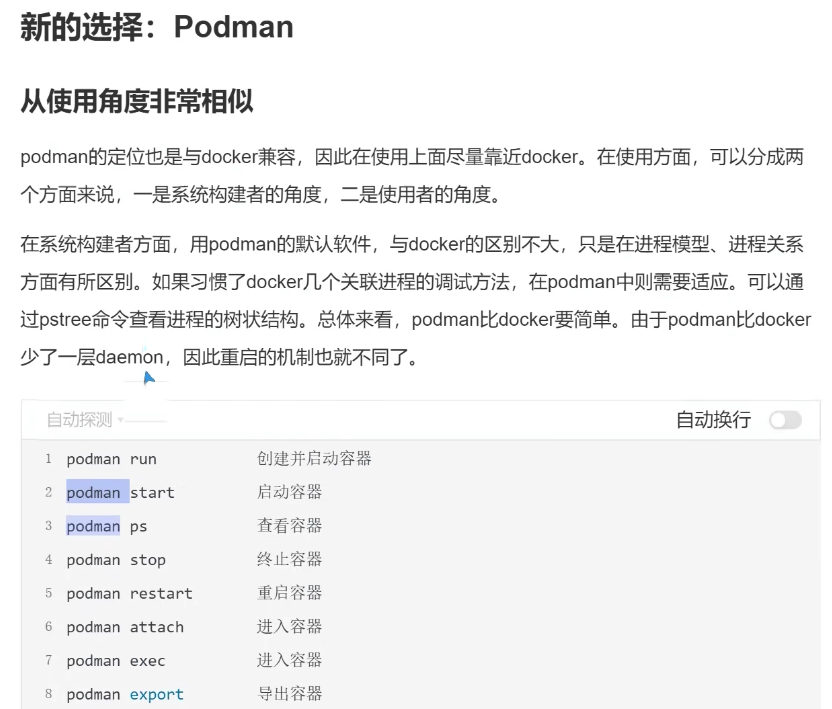 新的选择：Podman
从使用角度非常相似
podman的定位也是与docker兼容，因此在使用上面尽量靠近docker。在使用方面，可以分成两
个方面来说，一是系统构建者的角度，二是使用者的角度。
在系统构建者方面，用podman的默认软件，与docker的区别不大，只是在进程模型、进程关系
方面有所区别。如果习惯了docker几个关联进程的调试方法，在podman中则需要适应。可以通
过pstree命令查看进程的树状结构。总体来看，podman比docker要简单。由于podman比docker
少了一层daemon，因此重启的机制也就不同了。
自动探测 自动换行
1 podman run 创建并启动容器
2 podman start 启动容器
3 podman ps 查看容器
4 podman stop 终止容器
5 podman restart 重启容器
6 podman attach 进入容器
7 podman exec 进入容器
8 podman export 导出容器